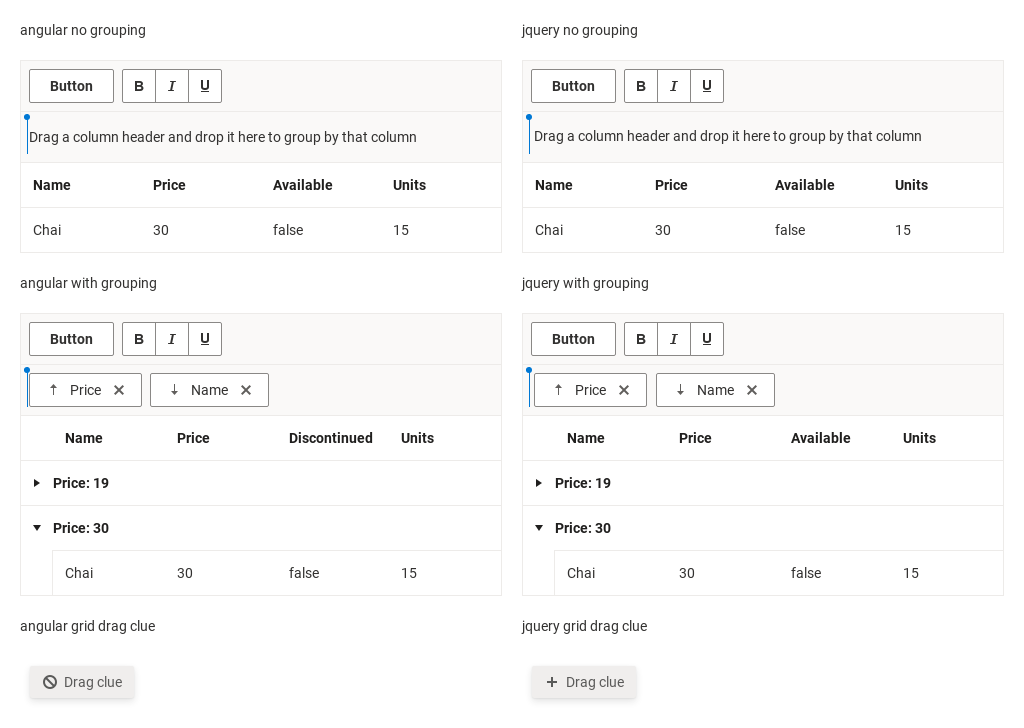 angular no grouping
jquery no grouping
Button B I U
Button B I U
Drag a column header and drop it here to group by that column
Drag a column header and drop it here to group by that column
Name Price Available Units
Name Price Available Units
Chai 30 false 15
Chai 30 false 15
angular with grouping
jquery with grouping
Button B I U
Button B I U
Price Name
Price Name
Name Price Discontinued Units
Name Price Available Units
Price: 19
Price: 19
Price: 30
Price: 30
Chai 30 false 15
Chai 30 false 15
angular grid drag clue
jquery grid drag clue
Drag clue
Drag clue